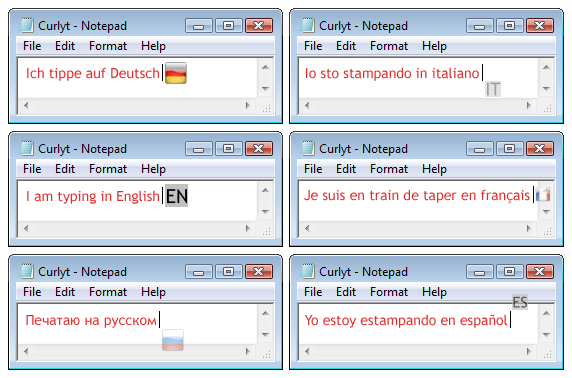 Curlyt - Notepad
File Edit Format Help
Ich tippe auf Deutsch
Curlyt - Notepad
File Edit Format Help
Io sto stampando in italiano
IT
Curlyt - Notepad
File Edit Format Help
I am typing in English EN
Curlyt - Notepad
File Edit Format Help
Je suis en train de taper en français
Curlyt - Notepad
File Edit Format Help
Печатаю на русском
Curlyt - Notepad
File Edit Format Help
ES
Yo estoy estampando en español